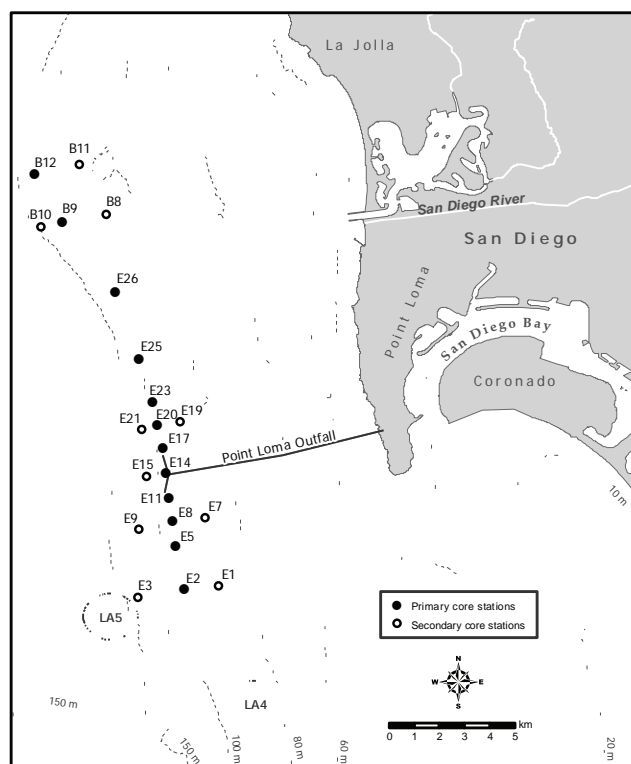 La Jolla
B11
B12
B8
San Diego River
B10
B9
San Diego
Point Loma
E26
San Diego Bay
E25
Coronado
E23
E19
E20
E21
E17
Point Loma Outfall
E15
E14
10 m
E11
E7
E8
E9
E5
E1
E3
E2
LA5
Primary core stations
Secondary core stations
N
W
E
S
LA4
150 m
km
0 1 2 3 4 5
150 m
100 m
80 m
60 m
20 m